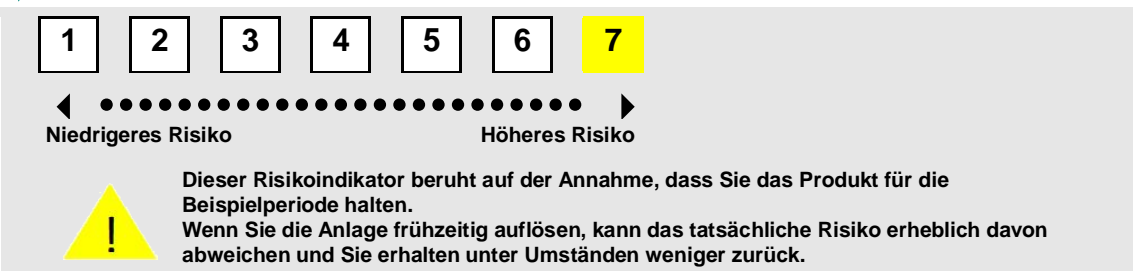 1 2 3 4 5 6 7
Niedrigeres Risiko Höheres Risiko
Dieser Risikoindikator beruht auf der Annahme, dass Sie das Produkt für die
Beispielperiode halten.
!
Wenn Sie die Anlage frühzeitig auflösen, kann das tatsächliche Risiko erheblich davon
abweichen und Sie erhalten unter Umständen weniger zurück.